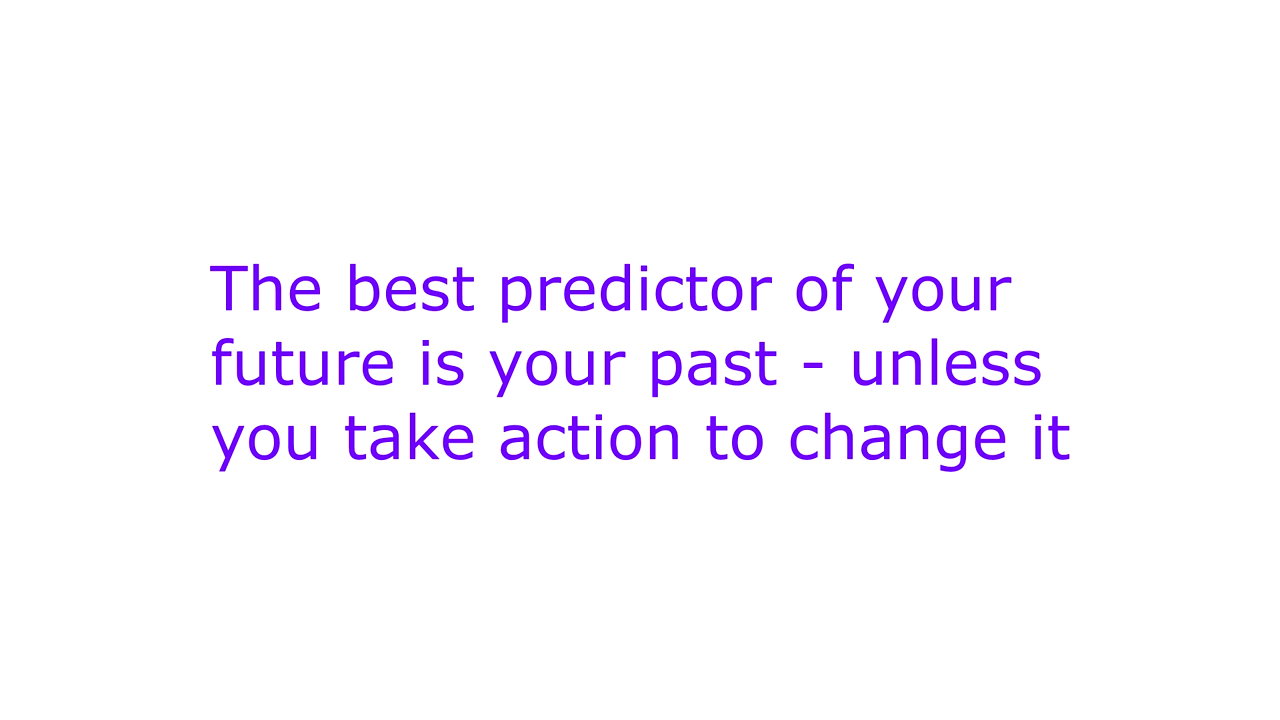 The best predictor of your
future is your past - unless
you take action to change it